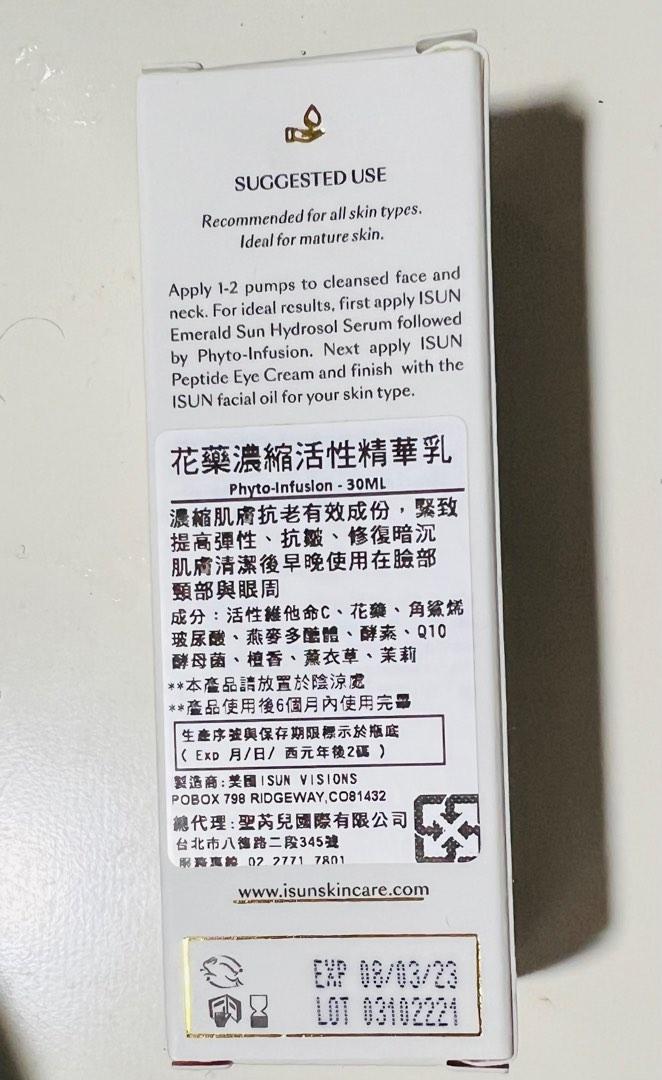 SUGGESTED USE
Recommended for all skin types.
Ideal for mature skin.
Apply 1-2 pumps to cleansed face and
neck. For ideal results, first apply ISUN
Emerald Sun Hydrosol Serum followed
by Phyto-Infusion. Next apply ISUN
Peptide Eye Cream and finish with the
ISUN facial oil for your skin type.
花藥濃縮活性精華乳
Phyto-Infusion - 30ML
濃縮肌膚抗老有效成份，緊致
提高彈性、抗皺、修復暗沉
肌膚清潔後早晚使用在臉部
頸部與眼周
成分：活性維他命C、花藥、角鯊烯
玻尿酸、燕麥多醣體、酵素、Q10
酵母菌、檀香、薰衣草、茉莉
**本產品請放置於陰涼處
**產品使用後6個月內使用完畢
生產序號與保存期限標示於瓶底
( Exp 月/日/ 西元年後2碼 )
製造商:美國ISUN VISIONS
POBOX 798 RIDGEWAY,CO81432
總代理:聖芮兒國際有限公司
台北市八德路二段345號
服務專線 02 2771 7801
www.isunskincare.com
EXP 08/03/23
LOT 03102221